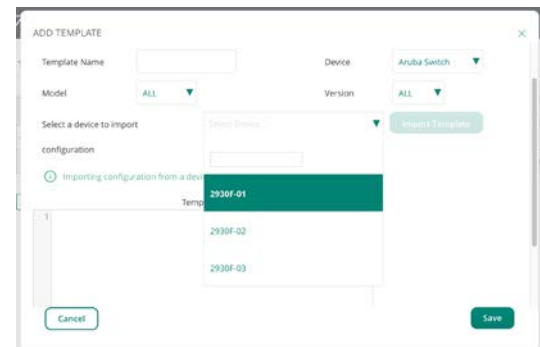 ADD TEMPLATE
Template Name
Device
Aruba Switch
Model
ALL
Version
ALL
Select a device to import
configuration
Select Device...
Import Template
Importing configuration from a devi
Temp
2930F-01
1
2930F-02
2930F-03
Cancel
Save